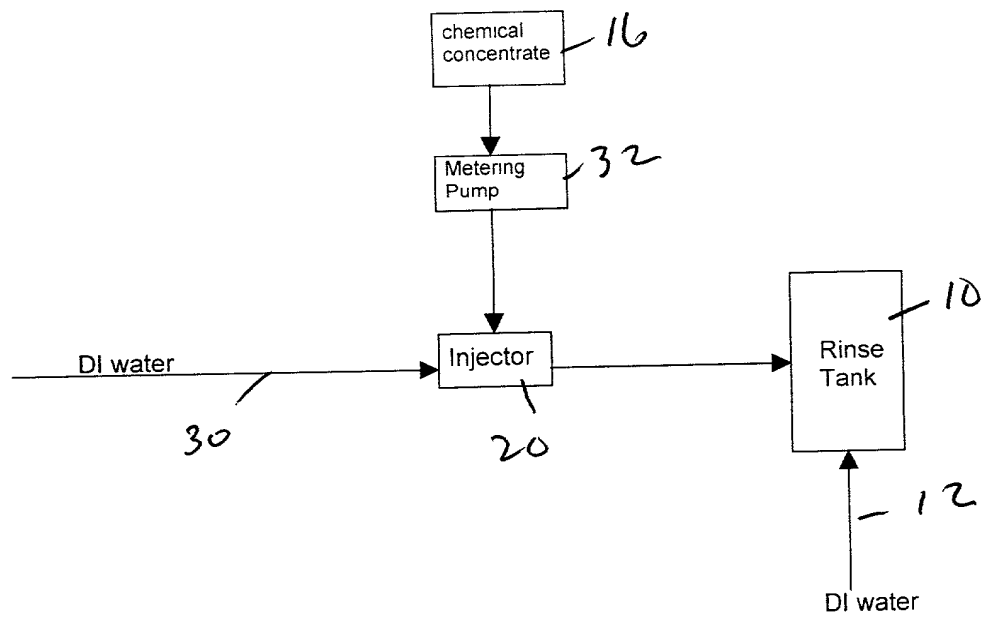 chemical
concentrate
16
Metering
Pump
32
DI water
30
Injector
20
Rinse
Tank
10
12
DI water